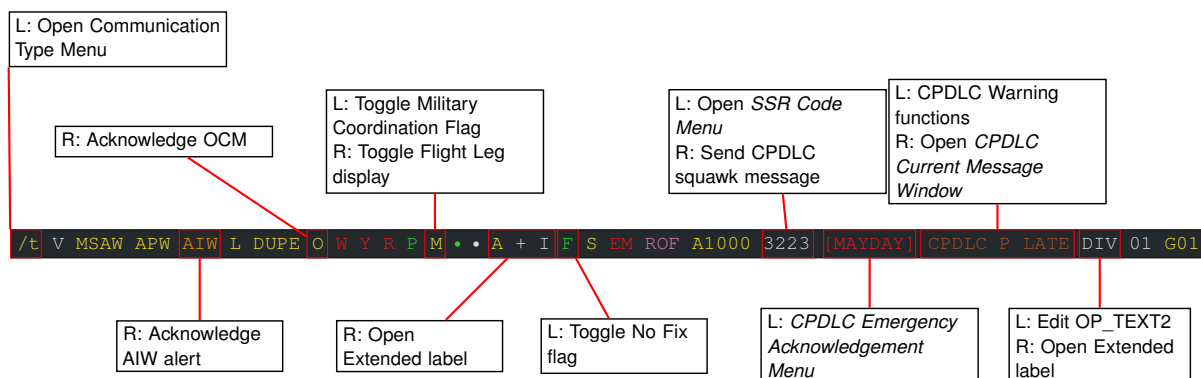 L: Open Communication
Type Menu
R: Acknowledge OCM
L: Toggle Military
Coordination Flag
R: Toggle Flight Leg
display
L: Open SSR Code
Menu
R: Send CPDLC
squawk message
L: CPDLC Warning
functions
R: Open CPDLC
Current Message
Window
/t V MSAW APW AIW L DUPE O W Y R P M • • A + I F S EM ROF A1000 3223 [MAYDAY] CPDLC P LATE DIV 01 G01
R: Acknowledge
AIW alert
R: Open
Extended label
L: Toggle No Fix
flag
L: CPDLC Emergency
Acknowledgement
Menu
L: Edit OP_TEXT2
R: Open Extended
label